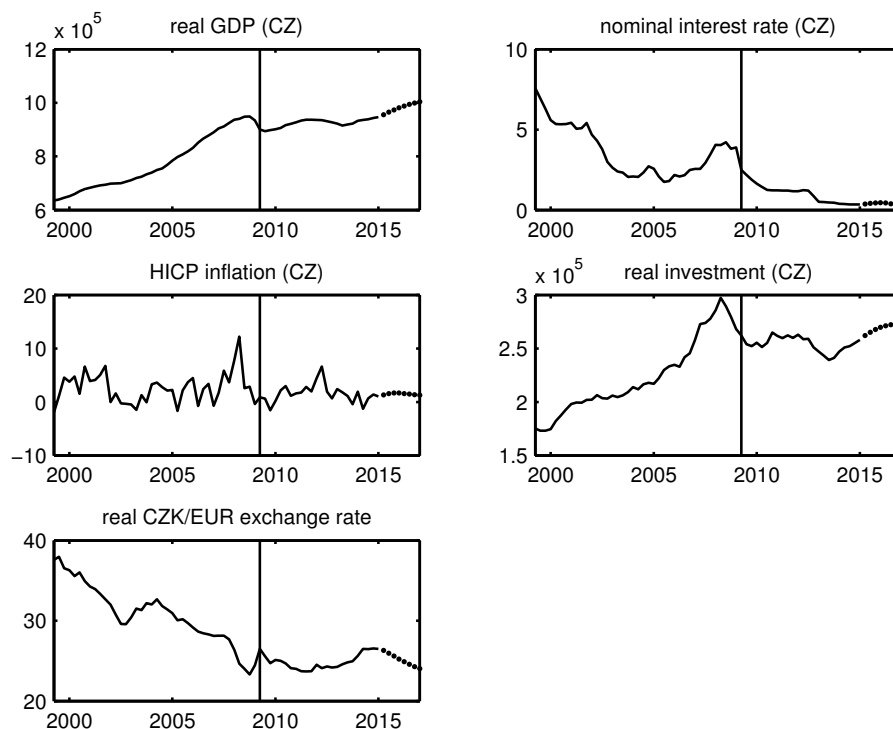 x 10^5
real GDP (CZ)
12
10
8
6
2000 2005 2010 2015
nominal interest rate (CZ)
10
5
0
2000 2005 2010 2015
HICP inflation (CZ)
20
10
0
−10
2000 2005 2010 2015
x 10^5
real investment (CZ)
3
2.5
2
1.5
2000 2005 2010 2015
real CZK/EUR exchange rate
40
30
20
2000 2005 2010 2015